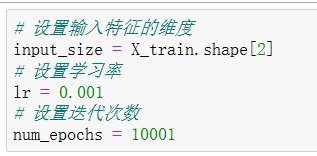 # 设置输入特征的维度
input_size = X_train.shape[2]
# 设置学习率
lr = 0.001
# 设置迭代次数
num_epochs = 10001